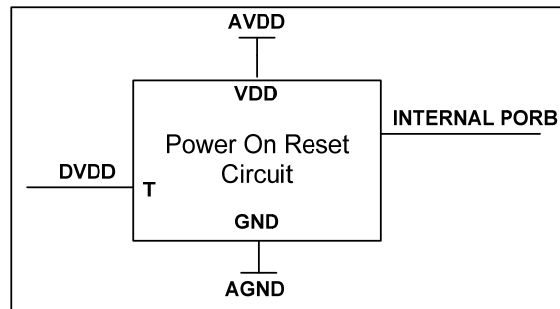 AVDD
VDD
INTERNAL PORB
Power On Reset
Circuit
DVDD
T
GND
AGND